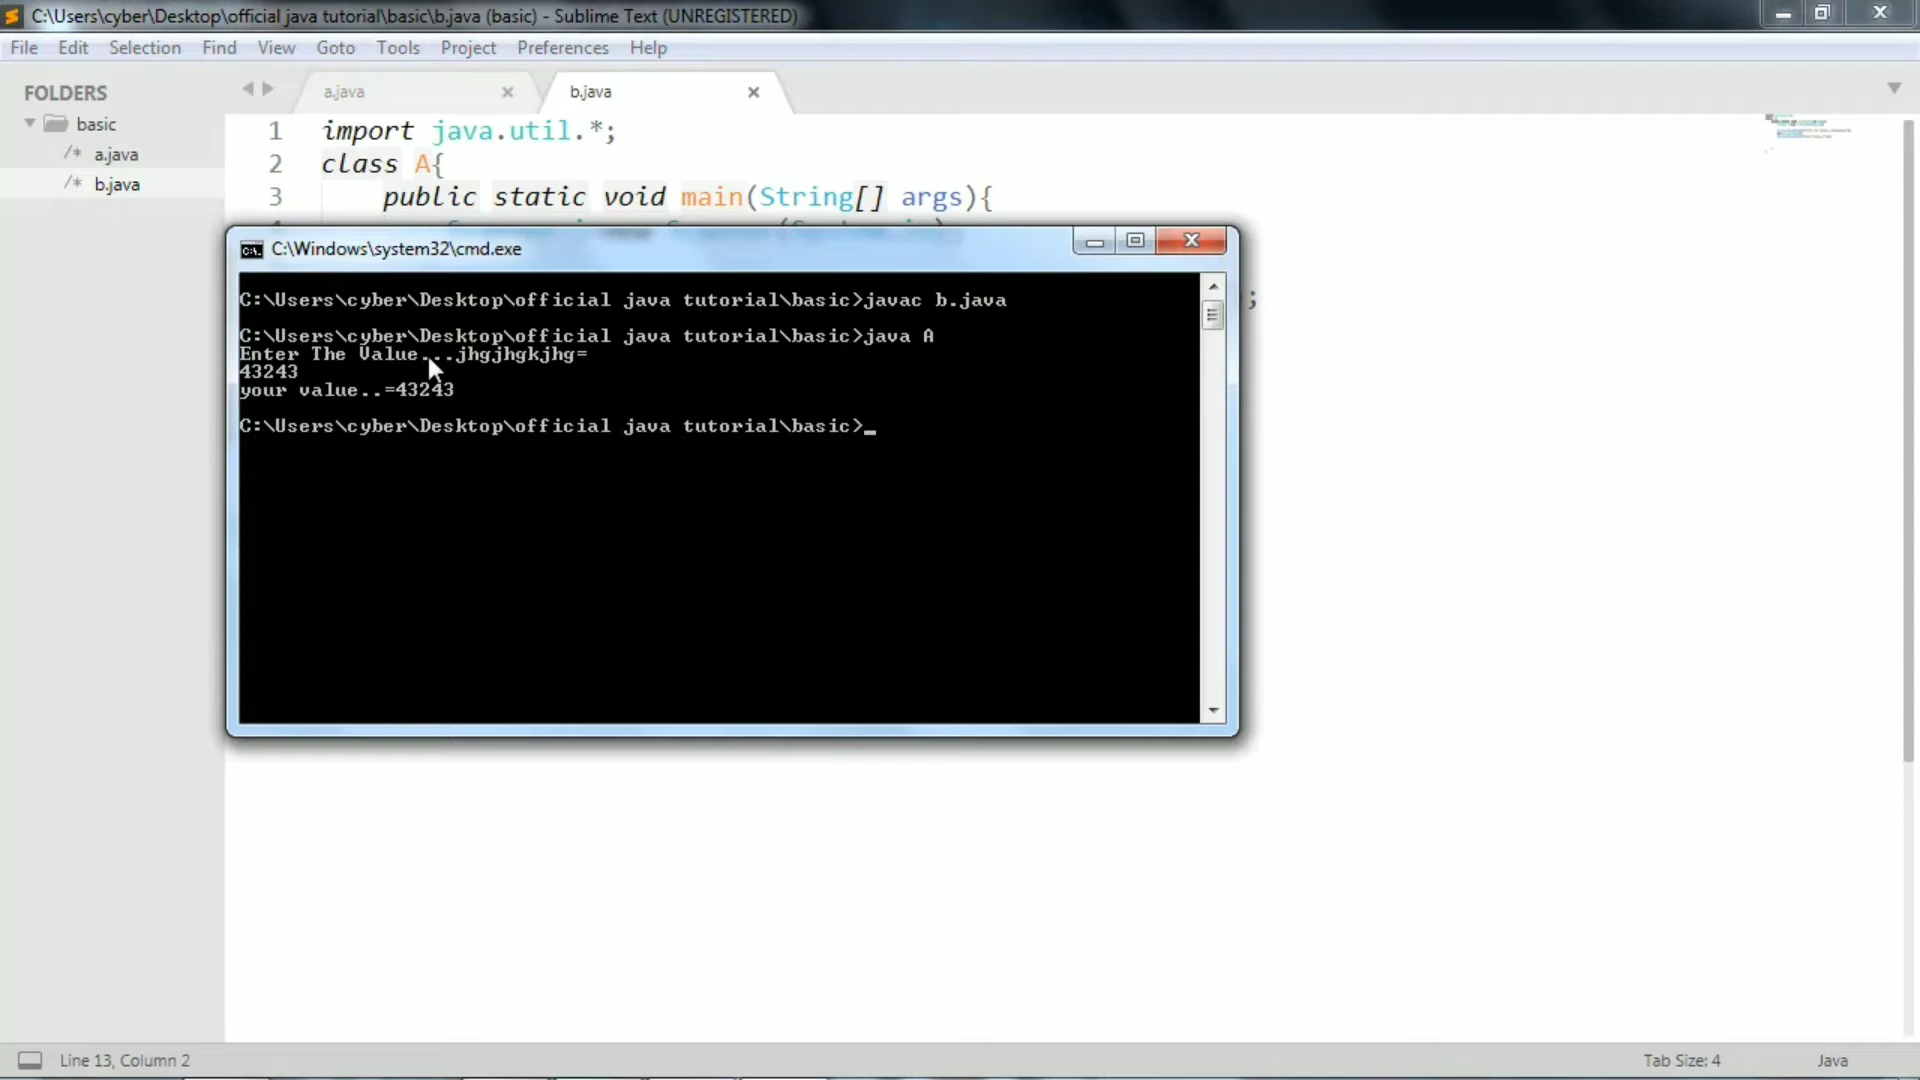 C:\Users\cyber\Desktop\official java tutorial\basic\b.java (basic) - Sublime Text (UNREGISTERED)
File Edit Selection Find View Goto Tools Project Preferences Help
FOLDERS
basic
/* a.java
/* b.java
a.java
b.java
1 import java.util.*;
2 class A{
3 public static void main(String[] args){
;
C:\Windows\system32\cmd.exe
C:\Users\cyber\Desktop\official java tutorial\basic>javac b.java
C:\Users\cyber\Desktop\official java tutorial\basic>java A
Enter The Value...jhgjhgkjhg=
43243
your value..=43243
C:\Users\cyber\Desktop\official java tutorial\basic>_
Line 13, Column 2
Tab Size: 4
Java